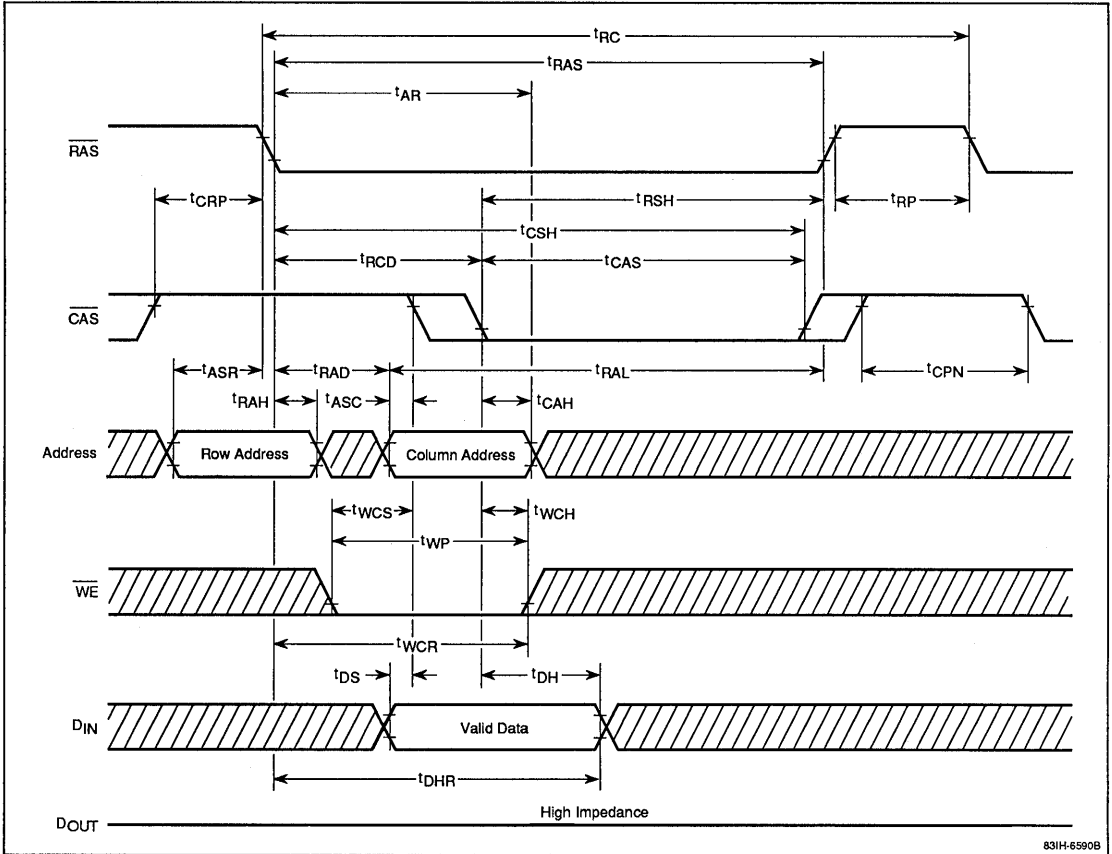 tRC
tRAS
tAR
RAS
tCRP
tRSH
tRP
tCSH
tRCD
tCAS
CAS
tASR
tRAD
tRAL
tCPN
tRAH
tASC
tCAH
Address
Row Address
Column Address
tWCS
tWCH
tWP
WE
tWCR
tDS
tDH
DIN
Valid Data
tDHR
High Impedance
DOUT
83IH-6590B